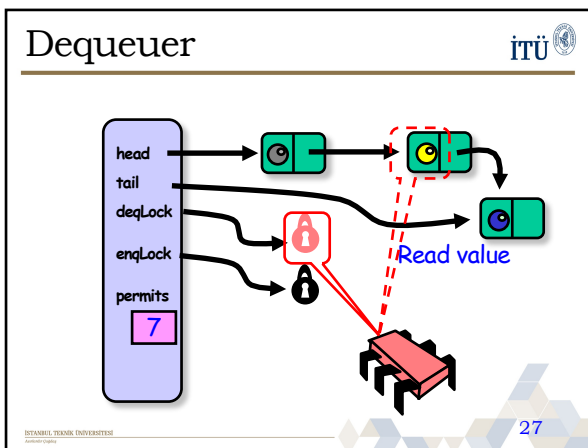 Dequeuer
İTÜ
head
tail
deqLock
enqLock
permits
7
Read value
İSTANBUL TEKNİK ÜNİVERSİTESİ
27